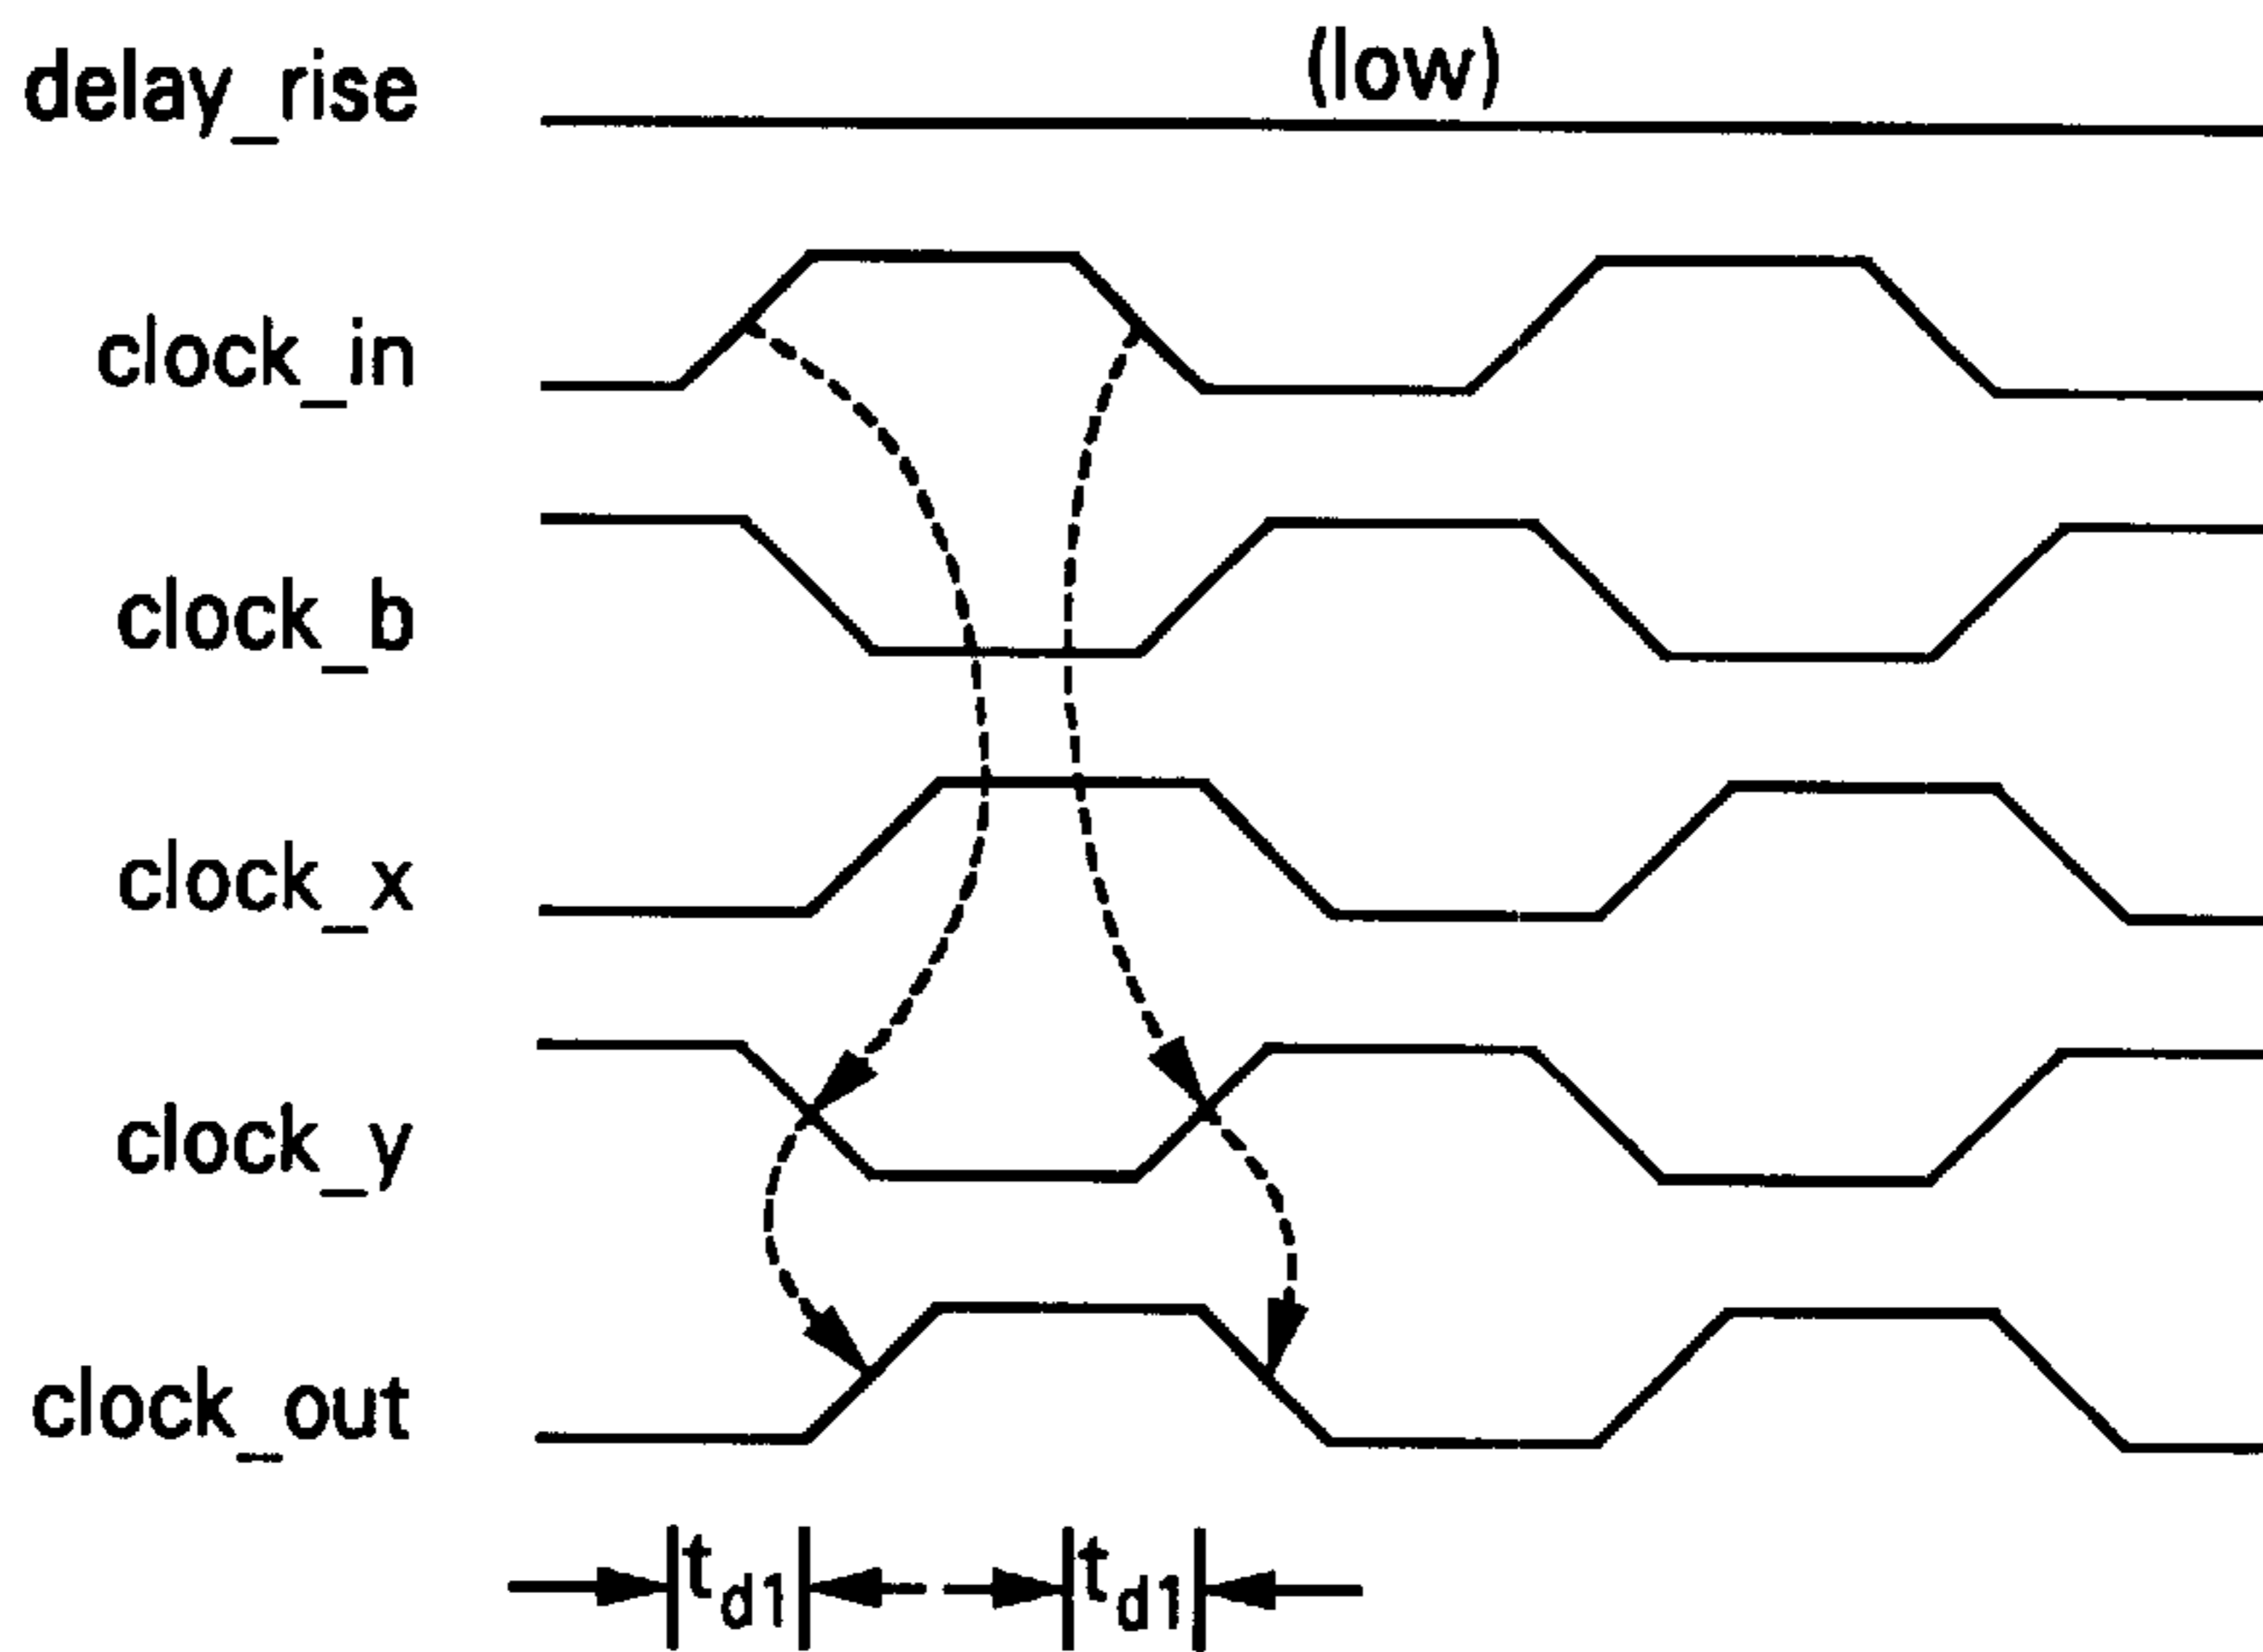 delay_rise (low)
clock_in
clock_b
clock_x
clock_y
clock_out
td1 td1